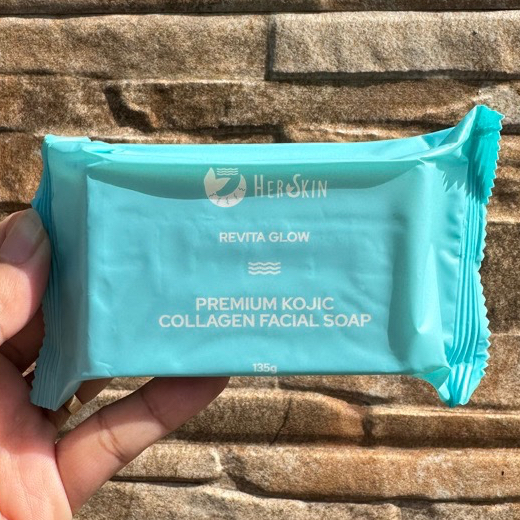 HERSKIN
REVITA GLOW
PREMIUM KOJIC
COLLAGEN FACIAL SOAP
135g